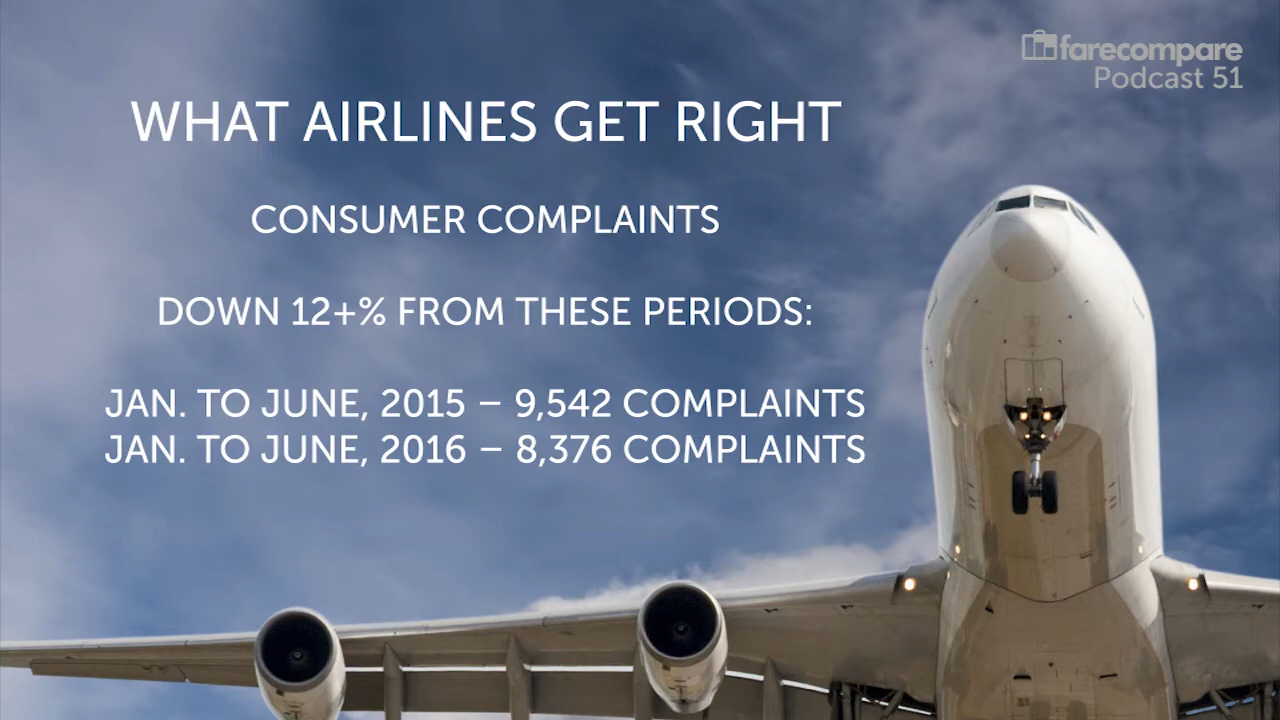 farecompare
Podcast 51
WHAT AIRLINES GET RIGHT
CONSUMER COMPLAINTS
DOWN 12+% FROM THESE PERIODS:
JAN. TO JUNE, 2015 – 9,542 COMPLAINTS
JAN. TO JUNE, 2016 – 8,376 COMPLAINTS